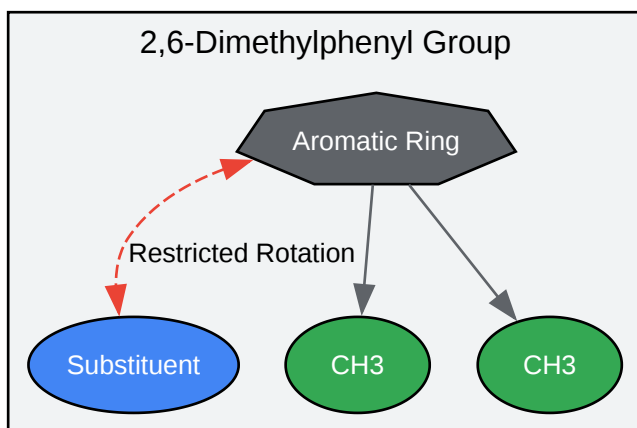 2,6-Dimethylphenyl Group
Aromatic Ring
Restricted Rotation
Substituent
CH3
CH3